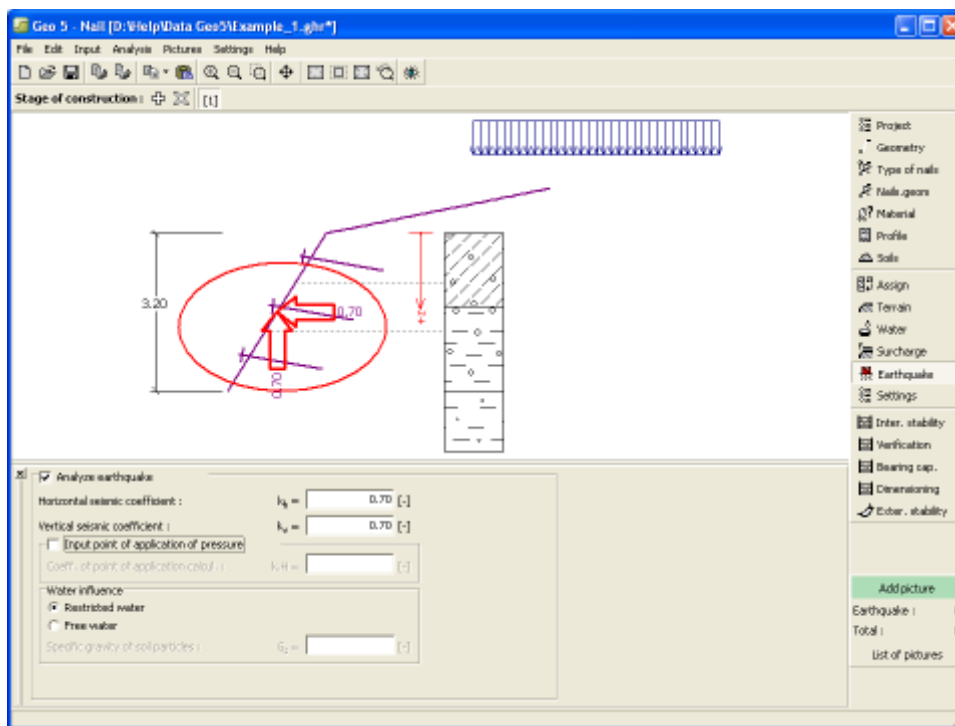 Geo 5 - Nail [D:\Help\Data Geo5\Example_1.ghr*]
File Edit Input Analysis Pictures Settings Help
Stage of construction : [1]
Project
Geometry
Type of nails
Nails.geom
Material
Profile
Soils
Assign
Terrain
Water
Surcharge
Earthquake
Settings
Inter. stability
Verification
Bearing cap.
Dimensioning
Exter. stability
3.20
0.70
0.70
+z
Analyze earthquake
Horizontal seismic coefficient : kh = 0.70 [-]
Vertical seismic coefficient : kv = 0.70 [-]
Input point of application of pressure
Coeff. of point of application calcul. : k.H = [-]
Water influence
Restricted water
Free water
Specific gravity of soil particles : Gs = [-]
Add picture
Earthquake :
Total :
List of pictures